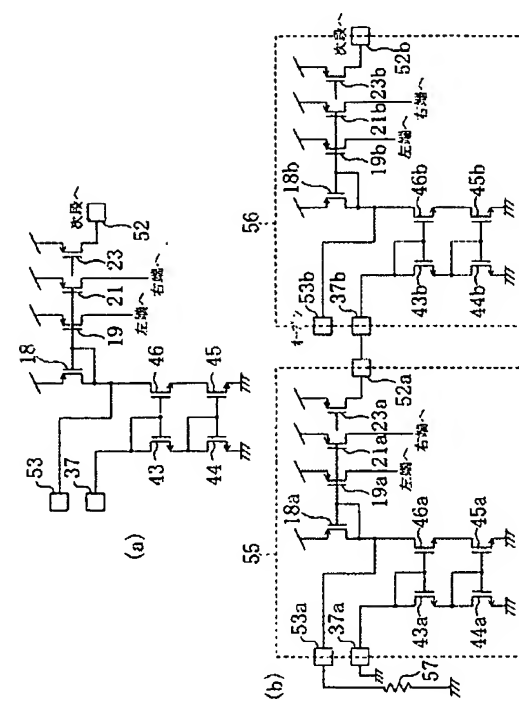 (a)
53
37
18
19
左端へ
21
右端へ
23
次段へ
52
43
46
44
45
(b)
55
53a
37a
57
18a
19a
左端へ
21a
右端へ
23a
52a
43a
46a
44a
45a
56
オープン
53b
37b
18b
19b
左端へ
21b
右端へ
23b
次段へ
52b
43b
46b
44b
45b